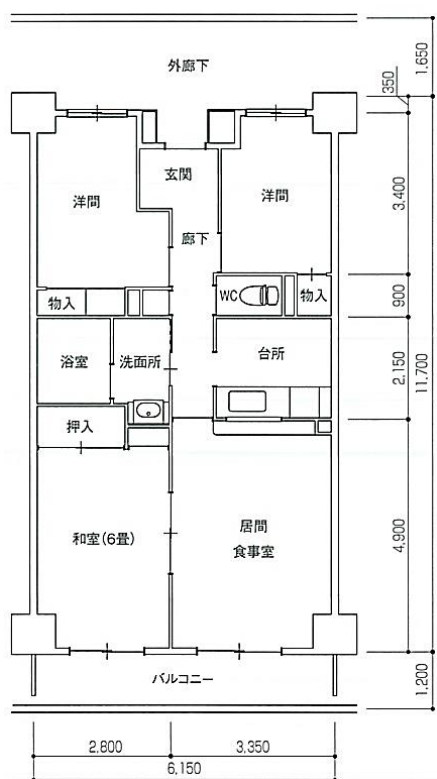 外廊下
玄関
洋間
洋間
廊下
WC
物入
物入
台所
浴室
洗面所
押入
和室(6畳)
居間
食事室
バルコニー
1,650
350
3,400
900
2,150
11,700
4,900
1,200
2,800
3,350
6,150